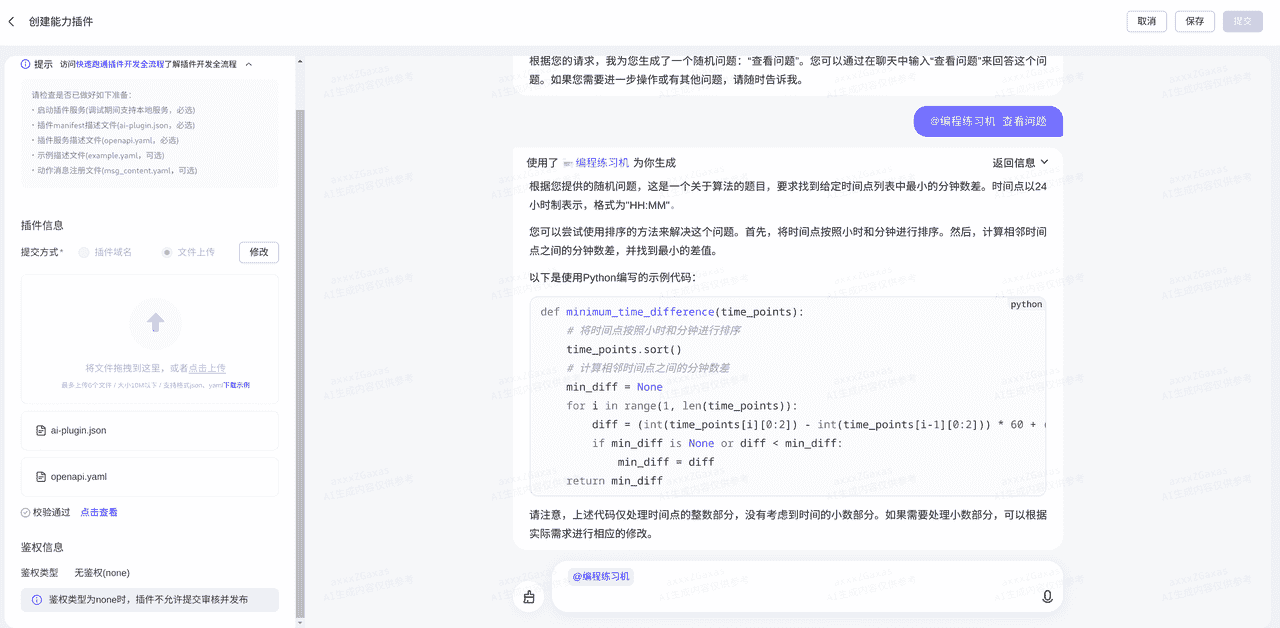 创建能力插件
取消
保存
提交
提示 访问快速跑通插件开发全流程了解插件开发全流程
请检查是否已做好如下准备：
· 启动插件服务(调试期间支持本地服务，必选)
· 插件manifest描述文件(ai-plugin.json，必选)
· 插件服务描述文件(openapi.yaml，必选)
· 示例描述文件(example.yaml，可选)
· 动作消息注册文件(msg_content.yaml，可选)
插件信息
提交方式* 插件域名 文件上传 修改
将文件拖拽到这里，或者点击上传
大小10M以下 / 支持格式json、yaml下载示例
ai-plugin.json
openapi.yaml
校验通过 点击查看
鉴权信息
鉴权类型 无鉴权(none)
鉴权类型为none时，插件不允许提交审核并发布
根据您的请求，我为您生成了一个随机问题：“查看问题”。您可以通过在聊天中输入“查看问题”来回答这个问
题。如果您需要进一步操作或有其他问题，请随时告诉我。
@编程练习机 查看问题
使用了 编程练习机 为你生成
返回信息
根据您提供的随机问题，这是一个关于算法的题目，要求找到给定时间点列表中最小的分钟数差。时间点以24
小时制表示，格式为"HH:MM"。
您可以尝试使用排序的方法来解决这个问题。首先，将时间点按照小时和分钟进行排序。然后，计算相邻时间
点之间的分钟数差，并找到最小的差值。
以下是使用Python编写的示例代码：
python
def minimum_time_difference(time_points):
# 将时间点按照小时和分钟进行排序
time_points.sort()
# 计算相邻时间点之间的分钟数差
min_diff = None
for i in range(1, len(time_points)):
diff = (int(time_points[i][0:2]) - int(time_points[i-1][0:2])) * 60 + (
if min_diff is None or diff < min_diff:
min_diff = diff
return min_diff
请注意，上述代码仅处理时间点的整数部分，没有考虑到时间的小数部分。如果需要处理小数部分，可以根据
实际需求进行相应的修改。
@编程练习机